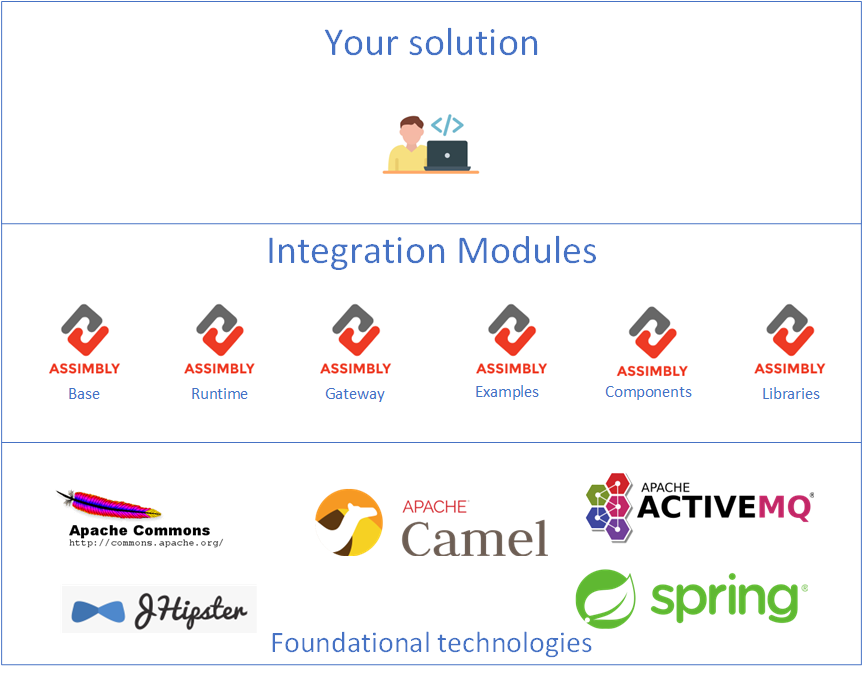 Your solution
</>
Integration Modules
ASSIMBLY ASSIMBLY ASSIMBLY ASSIMBLY ASSIMBLY ASSIMBLY
Base Runtime Gateway Examples Components Libraries
Apache Commons
http://commons.apache.org/
APACHE
Camel
APACHE
ACTIVEMQ®
JHipster
spring®
Foundational technologies